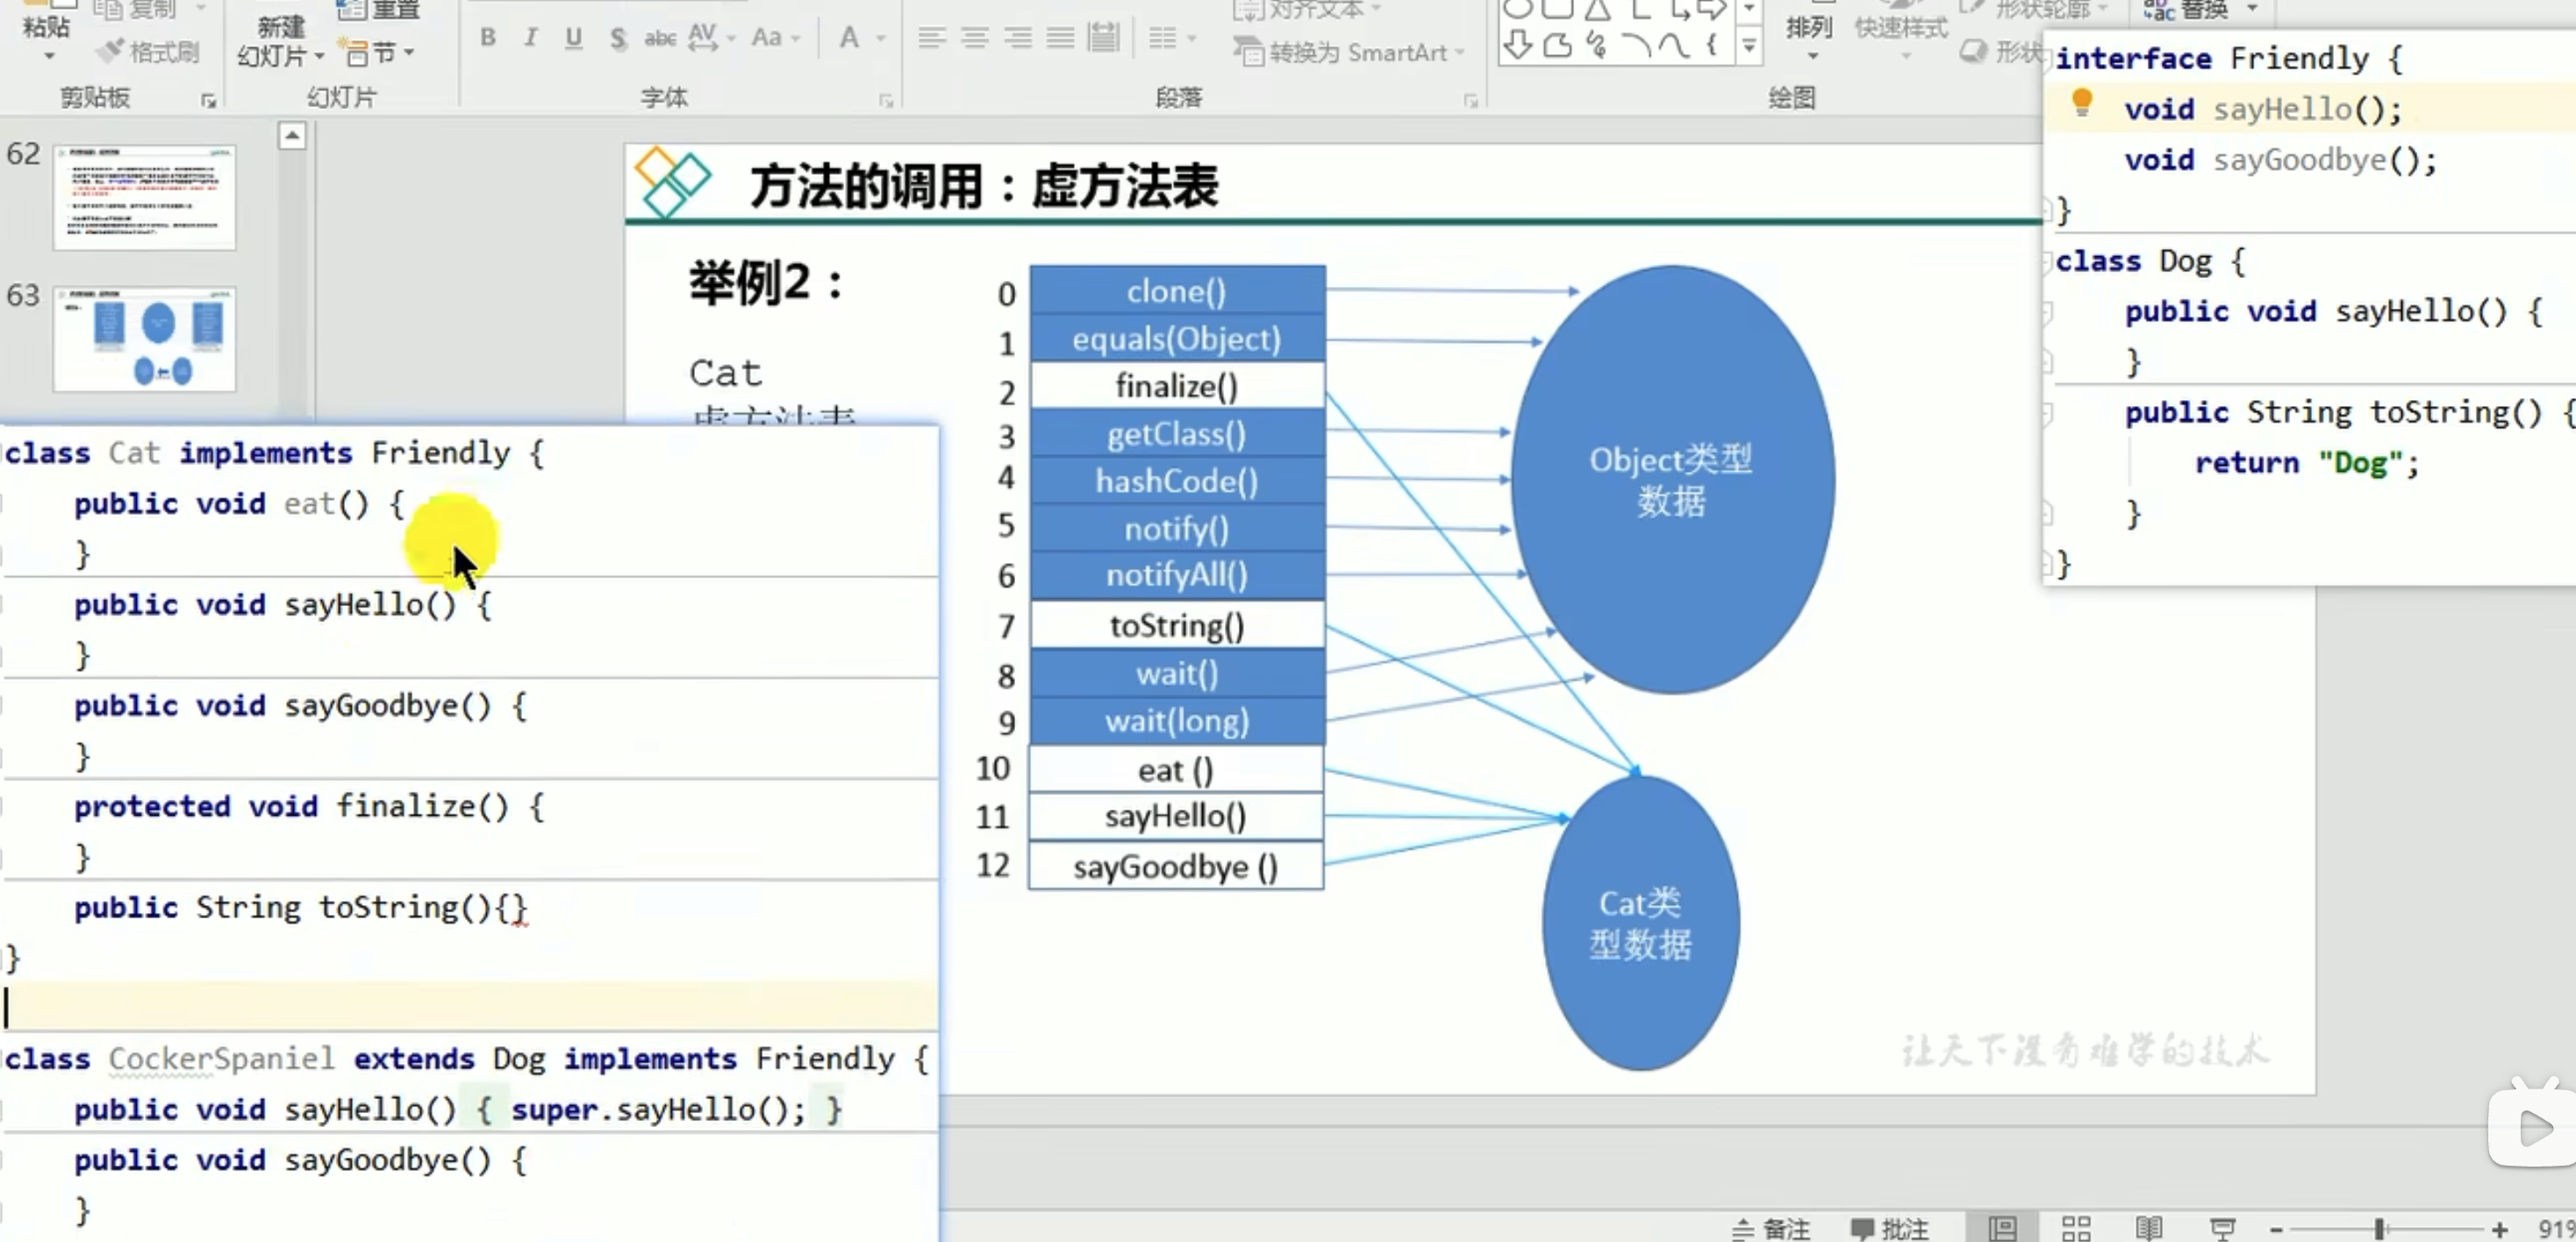 粘贴
复制
格式刷
剪贴板
新建
幻灯片
重置
节
幻灯片
B I U S abc AV Aa A
字体
对齐文本
转换为 SmartArt
段落
排列
快速样式
形状轮廓
形状
绘图
替换
62
63
方法的调用：虚方法表
举例2：
Cat
虚方法表
0 clone()
1 equals(Object)
2 finalize()
3 getClass()
4 hashCode()
5 notify()
6 notifyAll()
7 toString()
8 wait()
9 wait(long)
10 eat ()
11 sayHello()
12 sayGoodbye ()
Object类型
数据
Cat类
型数据
让天下没有难学的技术
interface Friendly {
void sayHello();
void sayGoodbye();
}
class Dog {
public void sayHello() {
}
public String toString() {
return "Dog";
}
}
class Cat implements Friendly {
public void eat() {
}
public void sayHello() {
}
public void sayGoodbye() {
}
protected void finalize() {
}
public String toString(){}
}
class CockerSpaniel extends Dog implements Friendly {
public void sayHello() { super.sayHello(); }
public void sayGoodbye() {
}
备注
批注
91%